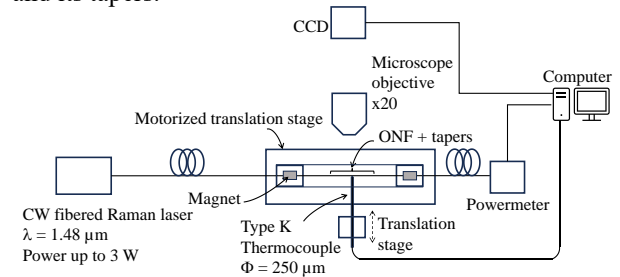 and its tapers.
CCD
Microscope
objective
x20
Computer
Motorized translation stage
ONF + tapers
Magnet
Powermeter
CW fibered Raman laser
λ = 1.48 µm
Power up to 3 W
Type K
Thermocouple
Φ = 250 µm
Translation
stage